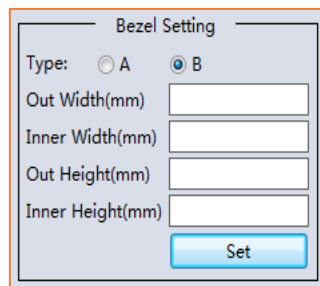 Bezel Setting
Type: A B
Out Width(mm)
Inner Width(mm)
Out Height(mm)
Inner Height(mm)
Set